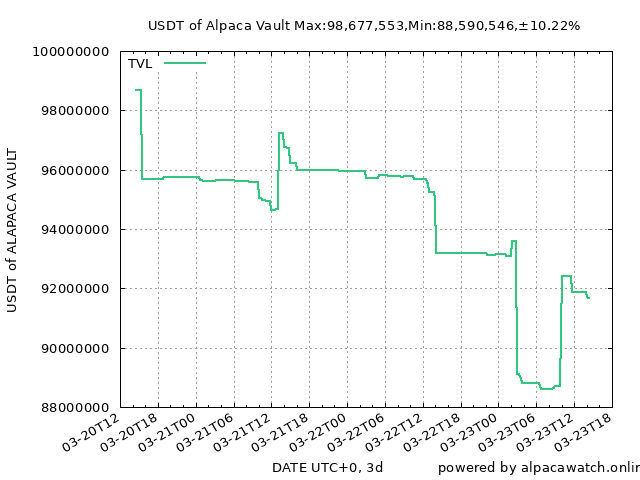 USDT of Alpaca Vault Max:98,677,553,Min:88,590,546,±10.22%
TVL
100000000
98000000
96000000
94000000
92000000
90000000
88000000
USDT of ALAPACA VAULT
03-20T12
03-20T18
03-21T00
03-21T06
03-21T12
03-21T18
03-22T00
03-22T06
03-22T12
03-22T18
03-23T00
03-23T06
03-23T12
03-23T18
DATE UTC+0, 3d
powered by alpacawatch.onlin